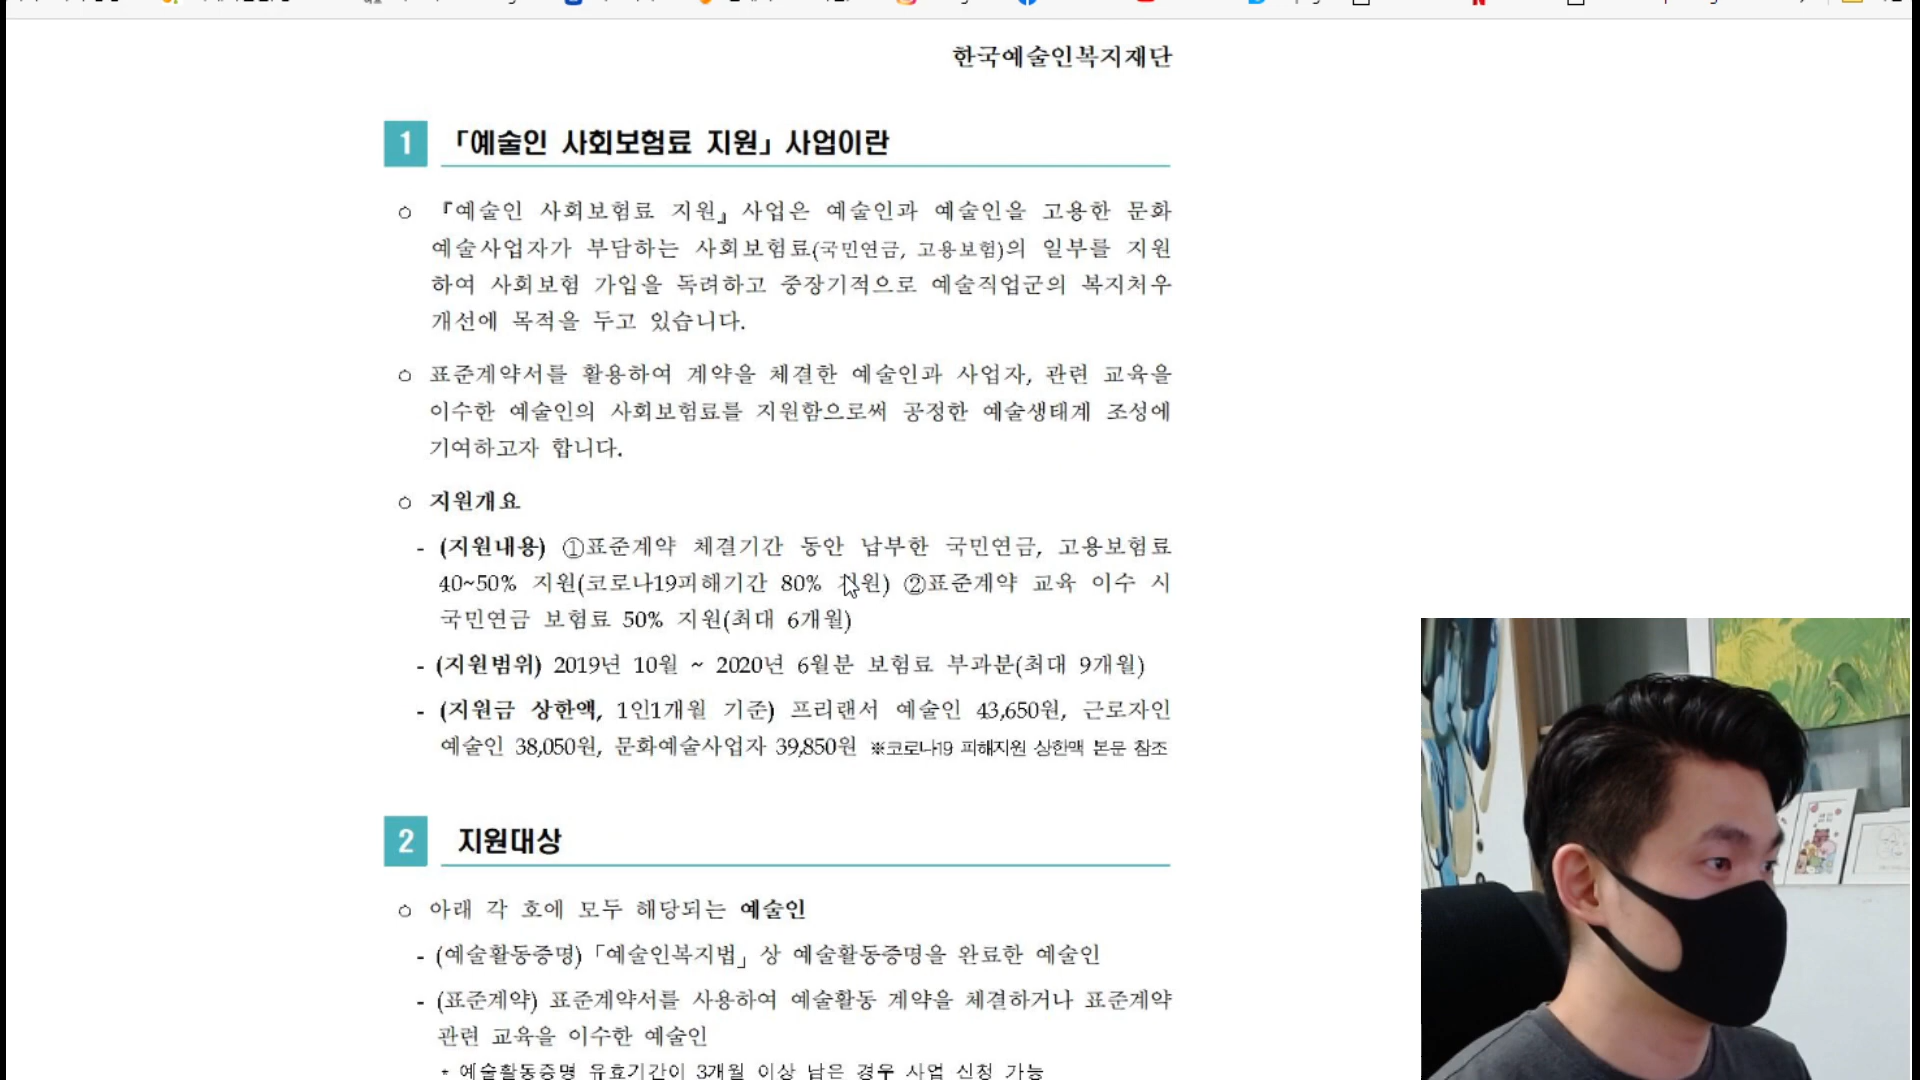 한국예술인복지재단
1 「예술인 사회보험료 지원」 사업이란
○ 『예술인 사회보험료 지원』 사업은 예술인과 예술인을 고용한 문화
예술사업자가 부담하는 사회보험료(국민연금, 고용보험)의 일부를 지원
하여 사회보험 가입을 독려하고 중장기적으로 예술직업군의 복지처우
개선에 목적을 두고 있습니다.
○ 표준계약서를 활용하여 계약을 체결한 예술인과 사업자, 관련 교육을
이수한 예술인의 사회보험료를 지원함으로써 공정한 예술생태계 조성에
기여하고자 합니다.
○ 지원개요
- (지원내용) ①표준계약 체결기간 동안 납부한 국민연금, 고용보험료
40~50% 지원(코로나19피해기간 80% 지원) ②표준계약 교육 이수 시
국민연금 보험료 50% 지원(최대 6개월)
- (지원범위) 2019년 10월 ~ 2020년 6월분 보험료 부과분(최대 9개월)
- (지원금 상한액, 1인1개월 기준) 프리랜서 예술인 43,650원, 근로자인
예술인 38,050원, 문화예술사업자 39,850원 ※코로나19 피해지원 상한액 본문 참조
2 지원대상
○ 아래 각 호에 모두 해당되는 예술인
- (예술활동증명)「예술인복지법」상 예술활동증명을 완료한 예술인
- (표준계약) 표준계약서를 사용하여 예술활동 계약을 체결하거나 표준계약
관련 교육을 이수한 예술인
* 예술활동증명 유효기간이 3개월 이상 남은 경우 사업 신청 가능